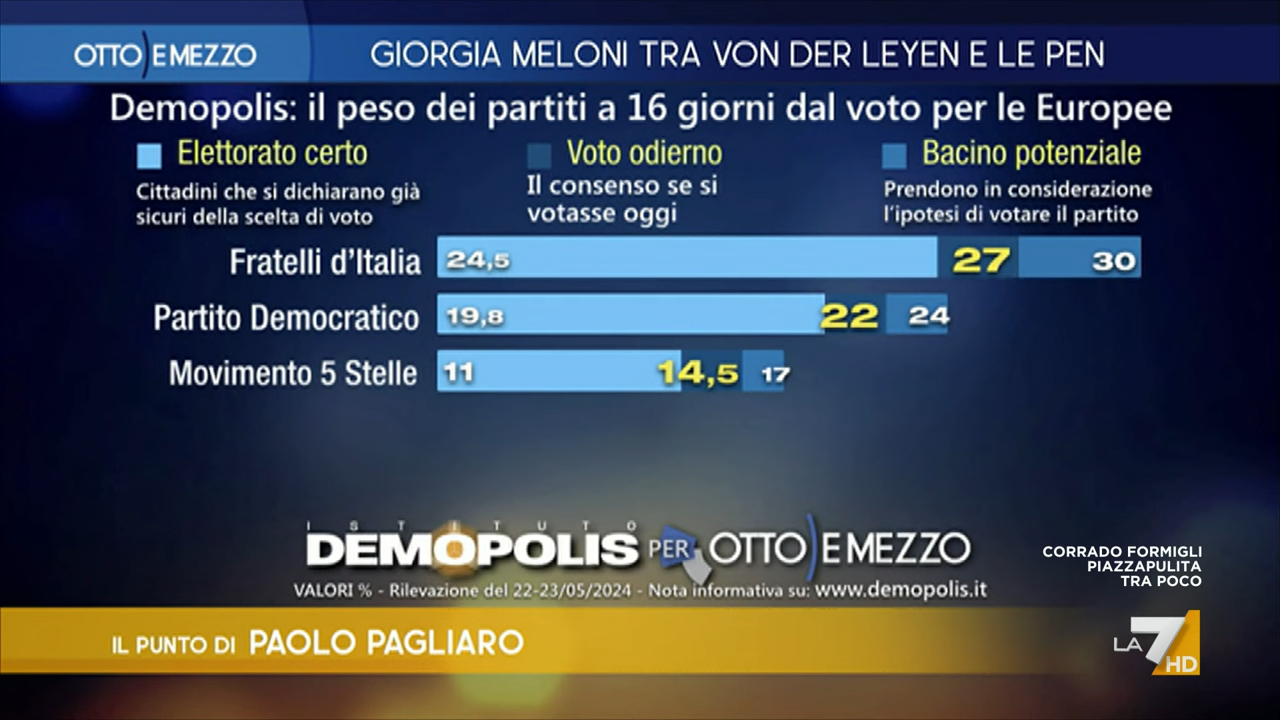 OTTO E MEZZO
GIORGIA MELONI TRA VON DER LEYEN E LE PEN
Demopolis: il peso dei partiti a 16 giorni dal voto per le Europee
Elettorato certo
Cittadini che si dichiarano già
sicuri della scelta di voto
Voto odierno
Il consenso se si
votasse oggi
Bacino potenziale
Prendono in considerazione
l'ipotesi di votare il partito
Fratelli d'Italia 24,5 27 30
Partito Democratico 19,8 22 24
Movimento 5 Stelle 11 14,5 17
ISTITUTO
DEMOPOLIS PER OTTO E MEZZO
VALORI % - Rilevazione del 22-23/05/2024 - Nota informativa su: www.demopolis.it
CORRADO FORMIGLI
PIAZZAPULITA
TRA POCO
IL PUNTO DI PAOLO PAGLIARO
LA 7 HD